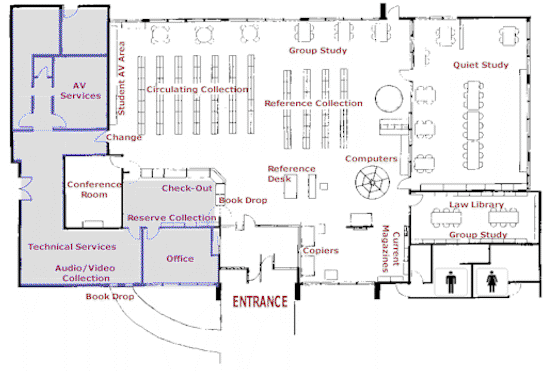 Student AV Area
Group Study
Quiet Study
AV
Services
Circulating Collection
Reference Collection
Change
Computers
Conference
Room
Check-Out
Reference
Desk
Book Drop
Law Library
Reserve Collection
Group Study
Technical Services
Office
Copiers
Current
Magazines
Audio/Video
Collection
Book Drop
ENTRANCE